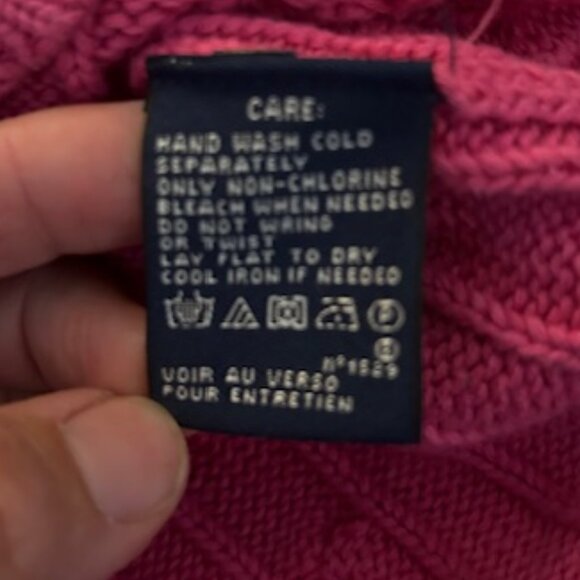 CARE:
HAND WASH COLD
SEPARATELY
ONLY NON-CHLORINE
BLEACH WHEN NEEDED
DO NOT WRING
OR TWIST
LAY FLAT TO DRY
COOL IRON IF NEEDED
P
nº1529
VOIR AU VERSO
POUR ENTRETIEN